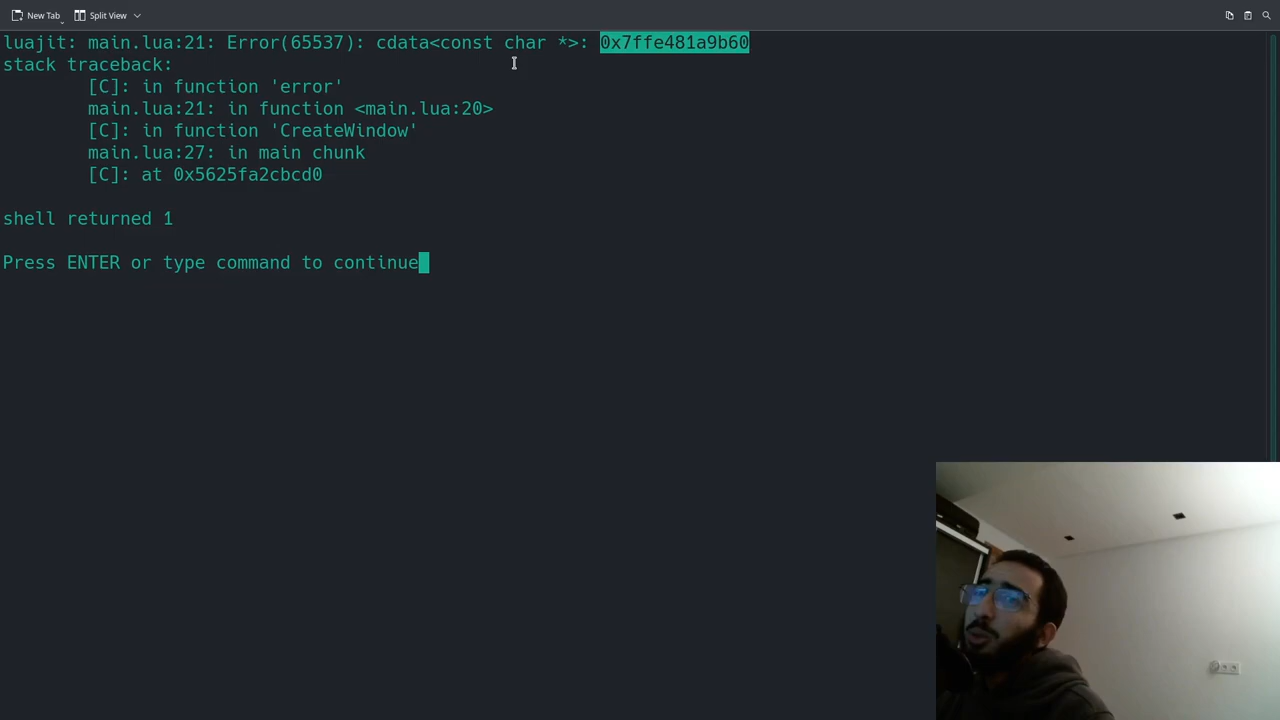 New Tab Split View
luajit: main.lua:21: Error(65537): cdata<const char *>: 0x7ffe481a9b60
stack traceback:
[C]: in function 'error'
main.lua:21: in function <main.lua:20>
[C]: in function 'CreateWindow'
main.lua:27: in main chunk
[C]: at 0x5625fa2cbcd0
shell returned 1
Press ENTER or type command to continue